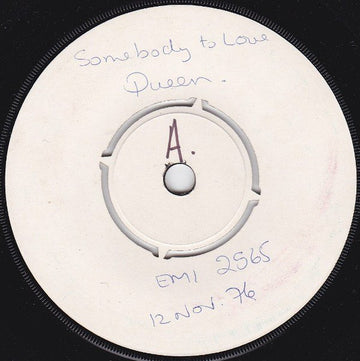 Somebody to Love
Queen.
A.
EMI 2565
12 NOV. 76